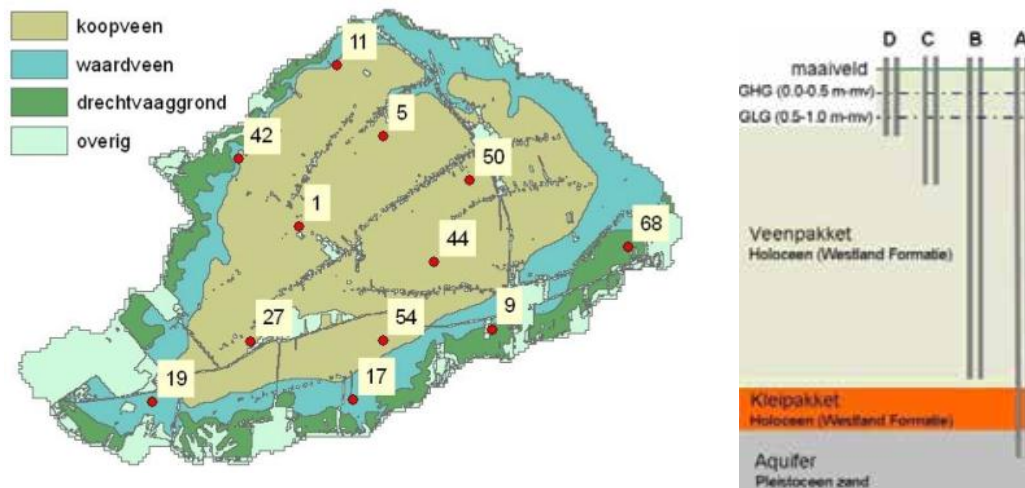 koopveen
waardveen
drechtvaaggrond
overig
11
5
42
50
1
44
68
27
54
9
19
17
D C B A
maaiveld
GHG (0.0-0.5 m-mv)
GLG (0.5-1.0 m-mv)
Veenpakket
Holoceen (Westland Formatie)
Kleipakket
Holoceen (Westland Formatie)
Aquifer
Pleistoceen zand